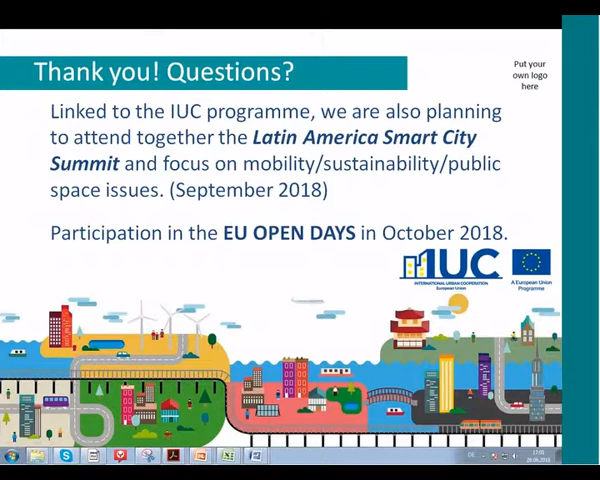 Thank you! Questions?
Put your
own logo
here
Linked to the IUC programme, we are also planning
to attend together the Latin America Smart City
Summit and focus on mobility/sustainability/public
space issues. (September 2018)
Participation in the EU OPEN DAYS in October 2018.
IUC
INTERNATIONAL URBAN COOPERATION
European Union
A European Union
Programme
DE